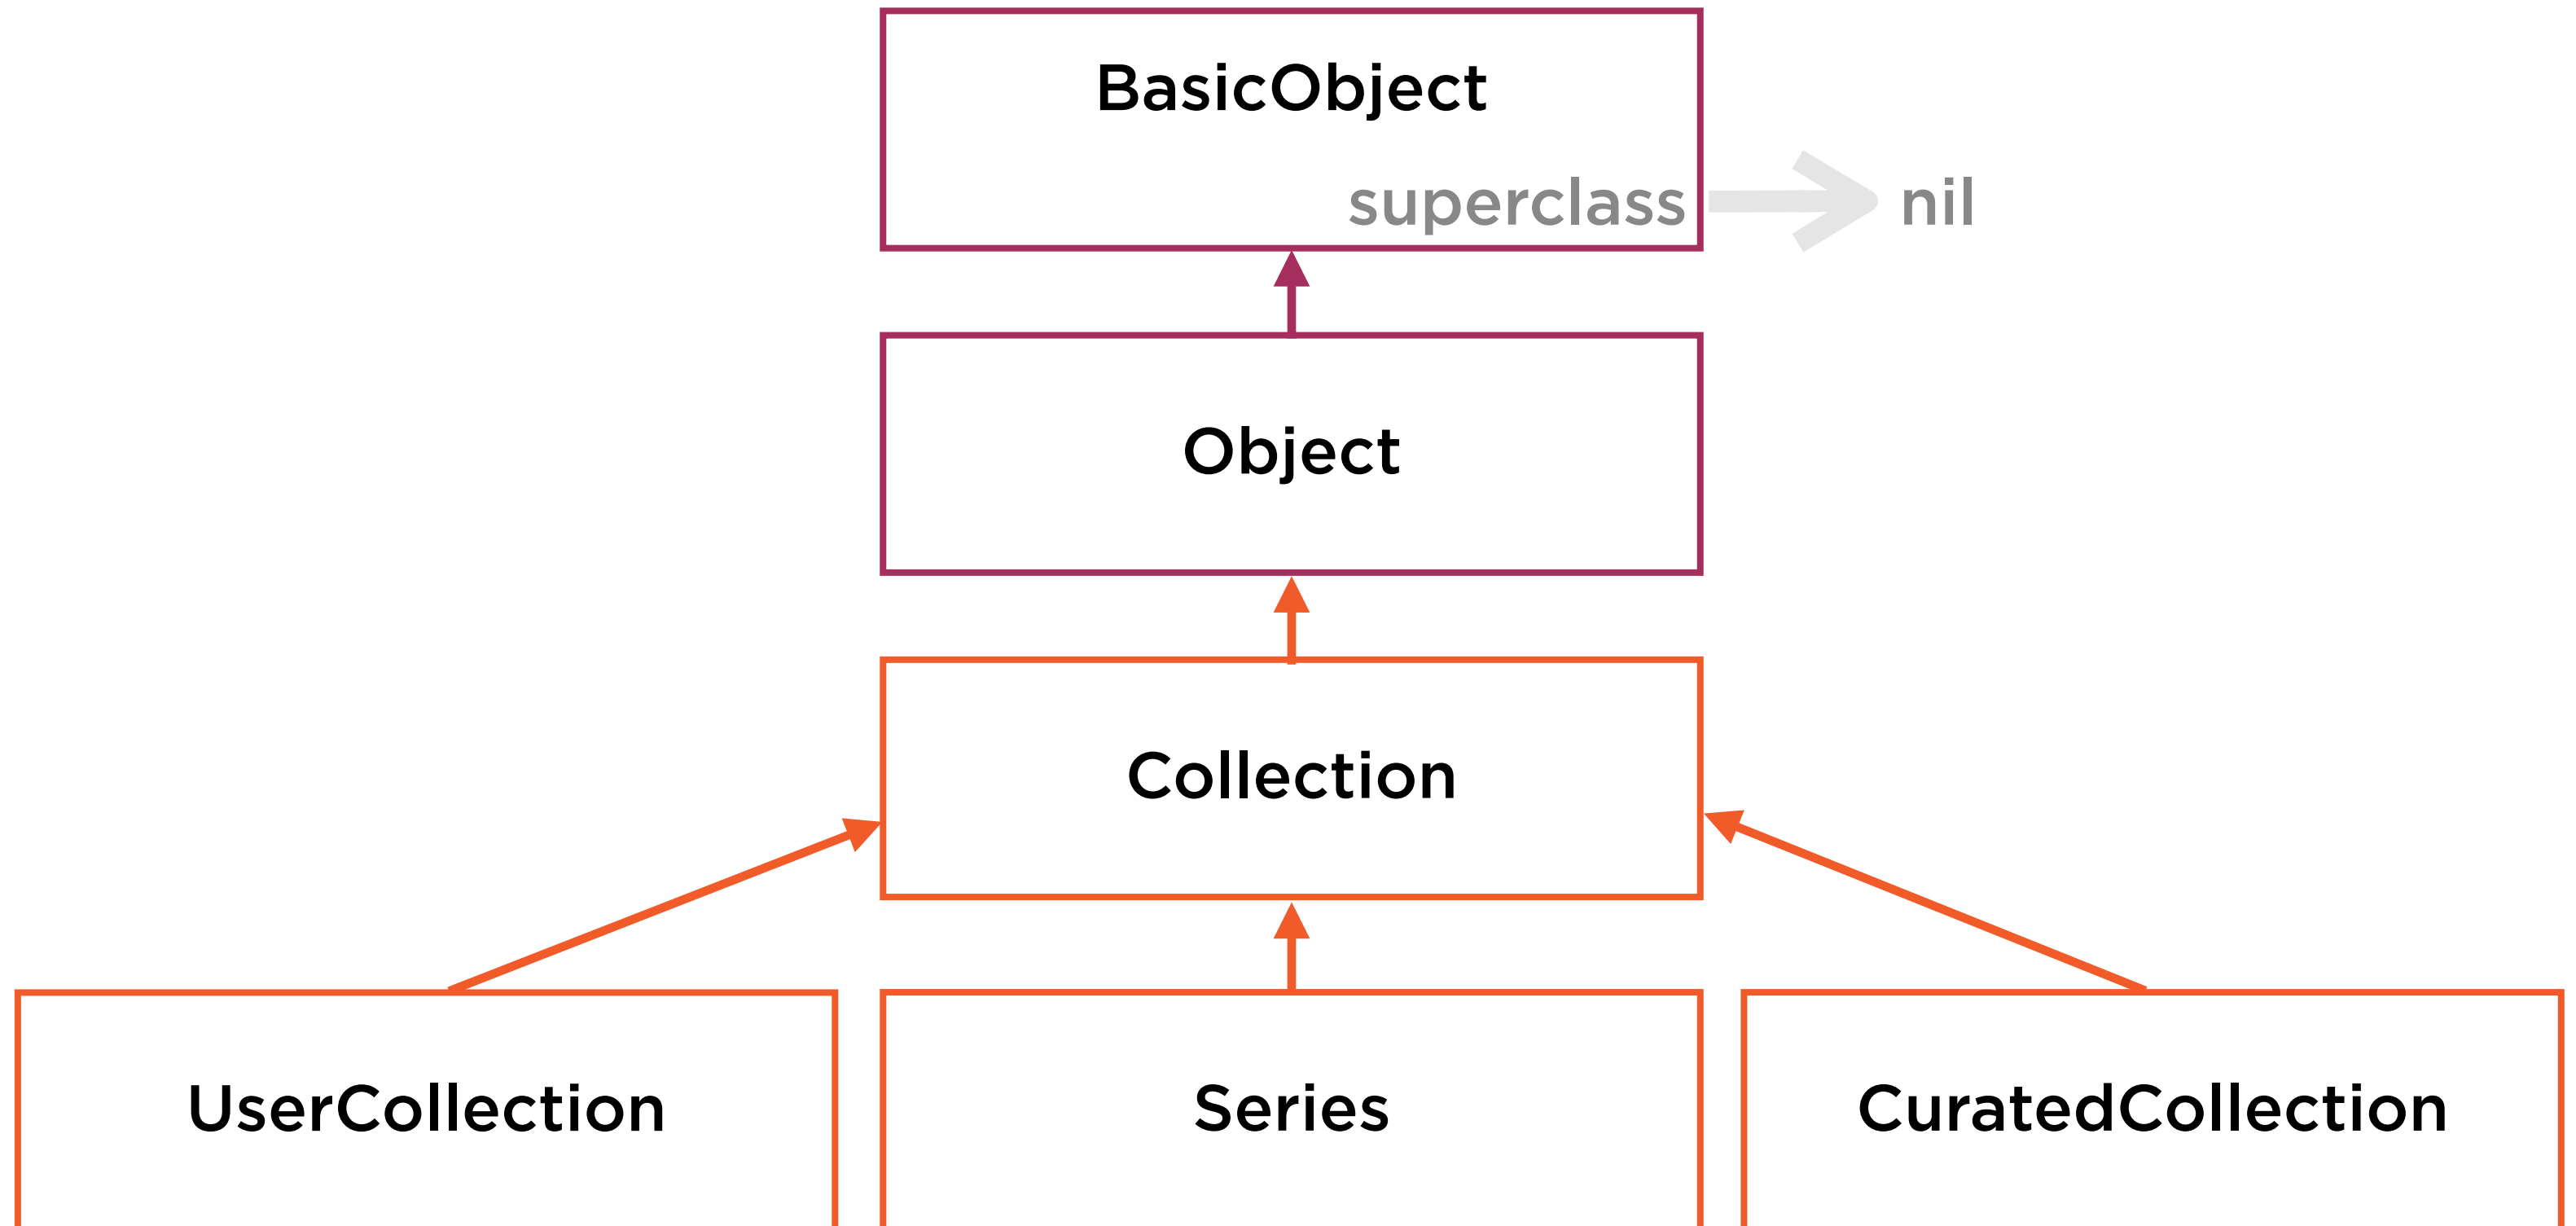 BasicObject
superclass
nil
Object
Collection
UserCollection
Series
CuratedCollection